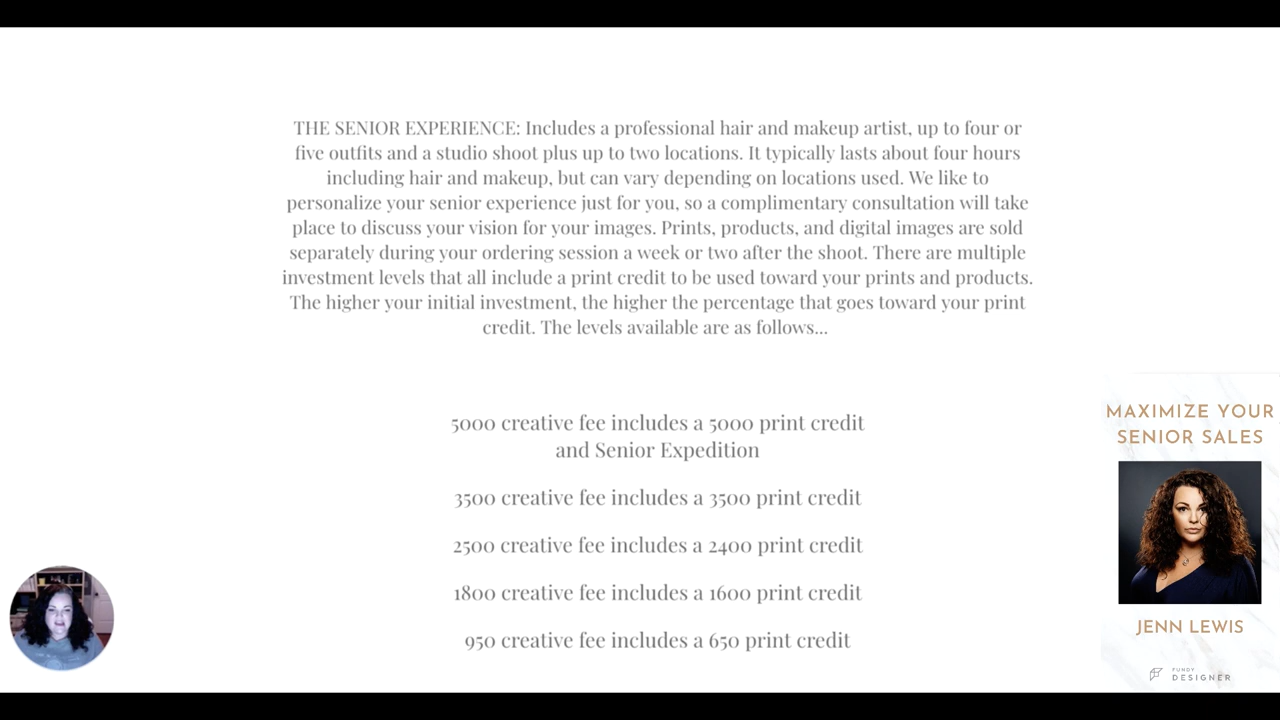 THE SENIOR EXPERIENCE: Includes a professional hair and makeup artist, up to four or
five outfits and a studio shoot plus up to two locations. It typically lasts about four hours
including hair and makeup, but can vary depending on locations used. We like to
personalize your senior experience just for you, so a complimentary consultation will take
place to discuss your vision for your images. Prints, products, and digital images are sold
separately during your ordering session a week or two after the shoot. There are multiple
investment levels that all include a print credit to be used toward your prints and products.
The higher your initial investment, the higher the percentage that goes toward your print
credit. The levels available are as follows...
5000 creative fee includes a 5000 print credit
and Senior Expedition
3500 creative fee includes a 3500 print credit
2500 creative fee includes a 2400 print credit
1800 creative fee includes a 1600 print credit
950 creative fee includes a 650 print credit
MAXIMIZE YOUR
SENIOR SALES
JENN LEWIS
FUNDY
DESIGNER